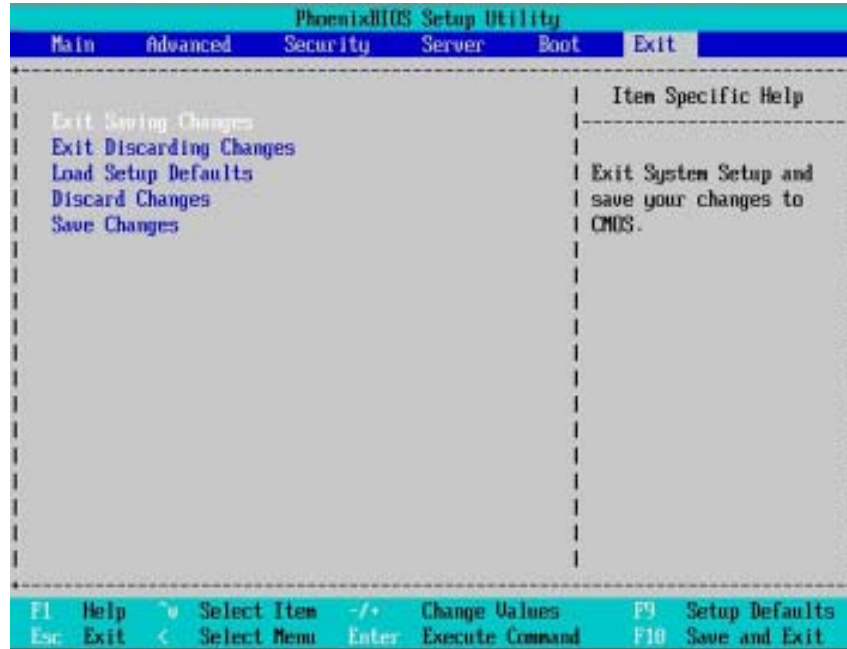 PhoenixBIOS Setup Utility
Main Advanced Security Server Boot Exit
Item Specific Help
Exit Saving Changes
Exit Discarding Changes
Load Setup Defaults
Discard Changes
Save Changes
Exit System Setup and
save your changes to
CMOS.
F1 Help ^v Select Item -/+ Change Values F9 Setup Defaults
Esc Exit < Select Menu Enter Execute Command F10 Save and Exit